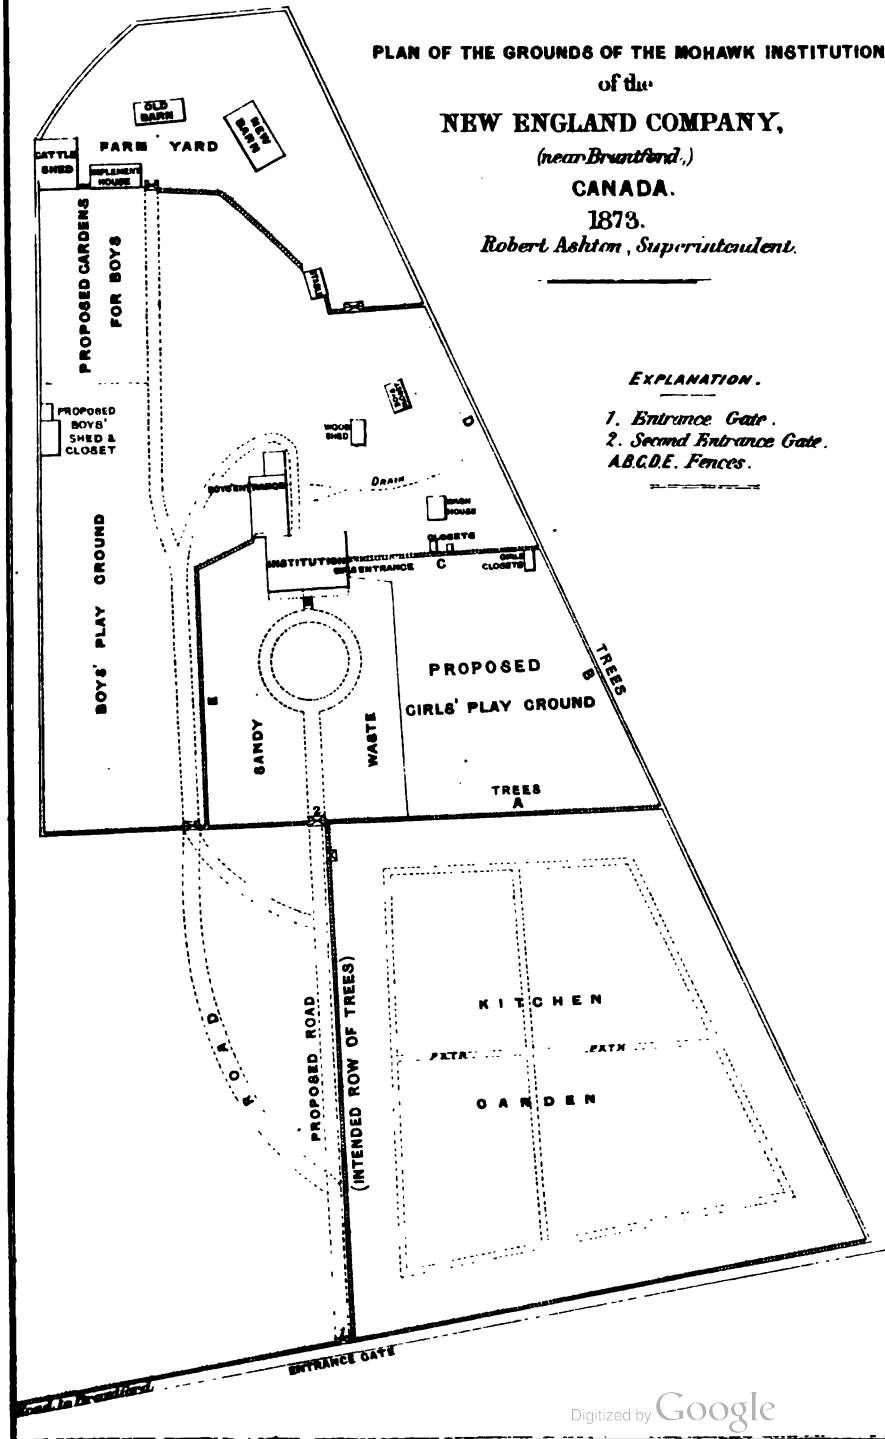 PLAN OF THE GROUNDS OF THE MOHAWK INSTITUTION
of the
NEW ENGLAND COMPANY,
(near Brantford,)
CANADA.
1873.
Robert Ashton, Superintendent.
OLD
BARN
NEW
BARN
FARM YARD
CATTLE
SHED
IMPLEMENT
HOUSE
PROPOSED GARDENS
FOR BOYS
STABLE
EXPLANATION.
1. Entrance Gate.
2. Second Entrance Gate.
A.B.C.D.E. Fences.
PROPOSED
BOYS'
SHED &
CLOSET
WOOD
SHED
D
DRAIN
BOYS' ENTRANCE
WASH
HOUSE
CLOSETS
INSTITUTION
GIRLS ENTRANCE
C
GIRLS
CLOSETS
BOYS' PLAY GROUND
E
SANDY
WASTE
PROPOSED
GIRLS' PLAY GROUND
TREES
B
TREES
A
2
ROAD
PROPOSED ROAD
(INTENDED ROW OF TREES)
KITCHEN
PATH
PATH
GARDEN
1
ENTRANCE GATE
Road to Brantford
Digitized by Google